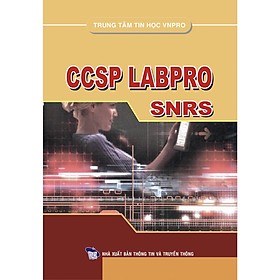 TRUNG TÂM TIN HỌC VNPRO
CCSP LABPRO
SNRS
NHÀ XUẤT BẢN THÔNG TIN VÀ TRUYỀN THÔNG